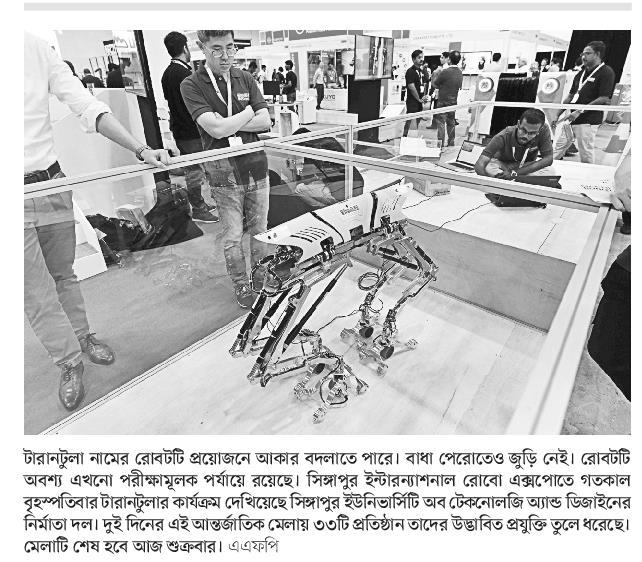 টারানটুলা নামের রোবটটি প্রয়োজনে আকার বদলাতে পারে। বাধা পেরোতেও জুড়ি নেই। রোবটটি
অবশ্য এখনো পরীক্ষামূলক পর্যায়ে রয়েছে। সিঙ্গাপুর ইন্টারন্যাশনাল রোবো এক্সপোতে গতকাল
বৃহস্পতিবার টারানটুলার কার্যক্রম দেখিয়েছে সিঙ্গাপুর ইউনিভার্সিটি অব টেকনোলজি অ্যান্ড ডিজাইনের
নির্মাতা দল। দুই দিনের এই আন্তর্জাতিক মেলায় ৩৩টি প্রতিষ্ঠান তাদের উদ্ভাবিত প্রযুক্তি তুলে ধরেছে।
মেলাটি শেষ হবে আজ শুক্রবার। এএফপি